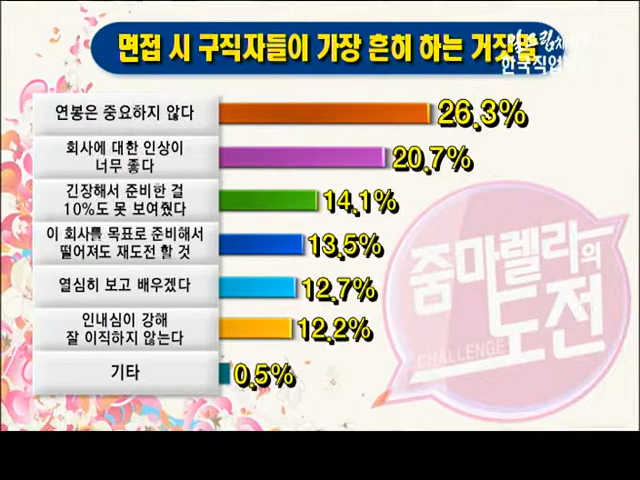 면접 시 구직자들이 가장 흔히 하는 거짓말
한국직업
연봉은 중요하지 않다
26.3%
회사에 대한 인상이
너무 좋다
20.7%
긴장해서 준비한 걸
10%도 못 보여줬다
14.1%
이 회사를 목표로 준비해서
떨어져도 재도전 할 것
13.5%
열심히 보고 배우겠다
12.7%
인내심이 강해
잘 이직하지 않는다
12.2%
기타
0.5%
줌마렐라의
도전
CHALLENGE